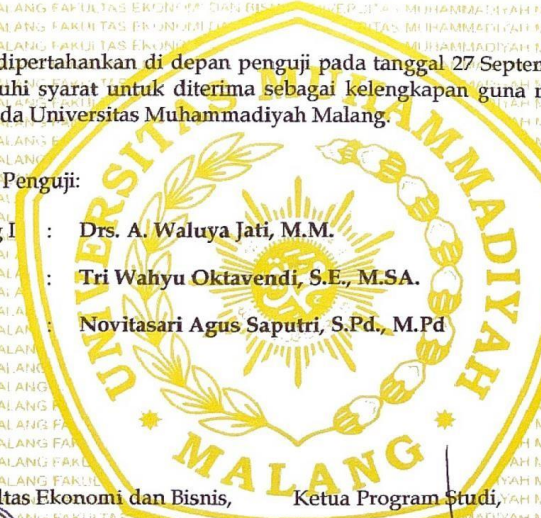 dipertahankan di depan penguji pada tanggal 27 Septem
uhi syarat untuk diterima sebagai kelengkapan guna m
da Universitas Muhammadiyah Malang.
Penguji:
g I : Drs. A. Waluya Jati, M.M.
: Tri Wahyu Oktavendi, S.E., M.SA.
: Novitasari Agus Saputri, S.Pd., M.Pd
UNIVERSITAS MUHAMMADIYAH
MALANG
ltas Ekonomi dan Bisnis, Ketua Program Studi,